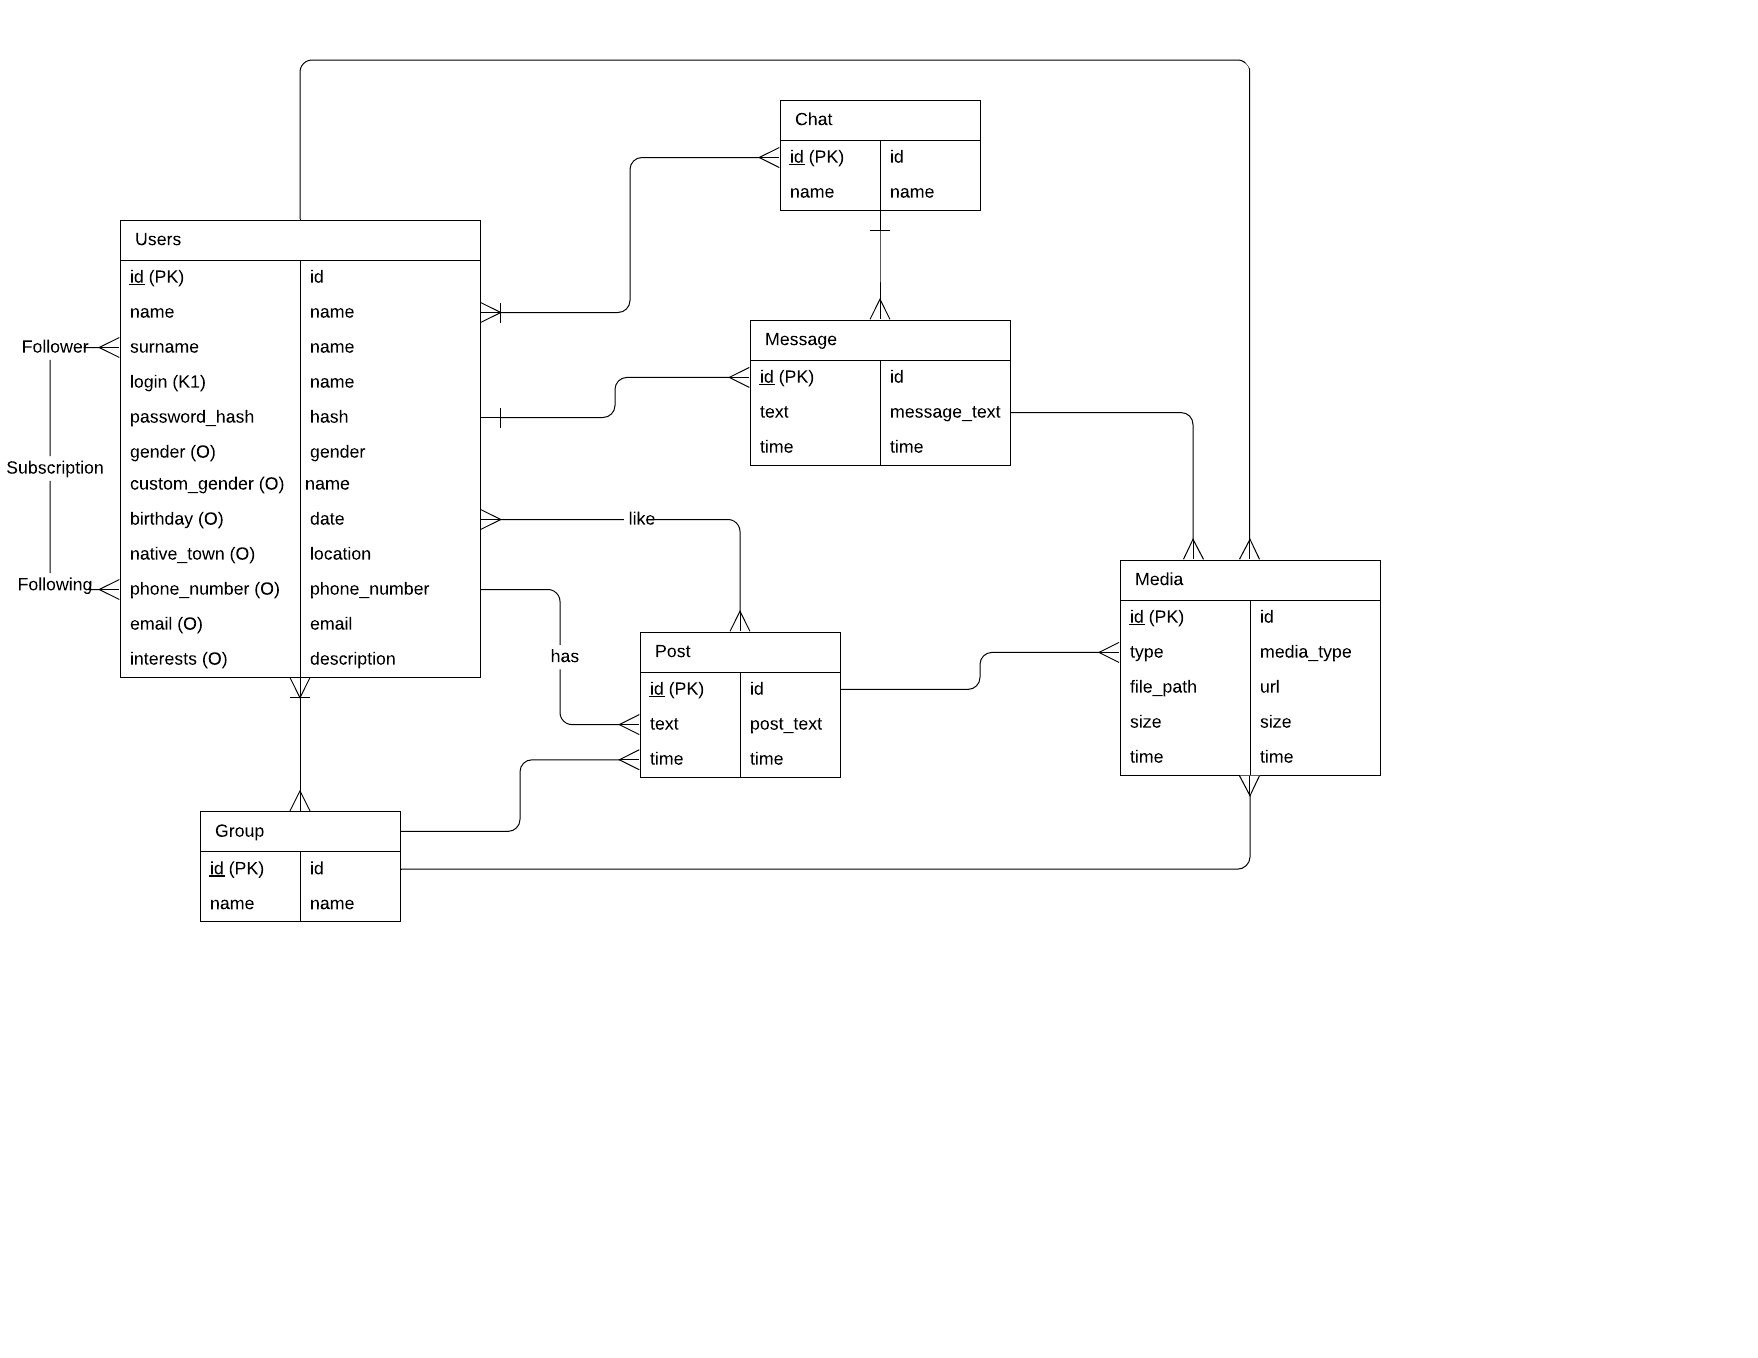 Chat
id (PK) id
name name
Users
id (PK) id
name name
surname name
login (K1) name
password_hash hash
gender (O) gender
custom_gender (O) name
birthday (O) date
native_town (O) location
phone_number (O) phone_number
email (O) email
interests (O) description
Follower
Subscription
Following
Message
id (PK) id
text message_text
time time
like
has
Post
id (PK) id
text post_text
time time
Media
id (PK) id
type media_type
file_path url
size size
time time
Group
id (PK) id
name name